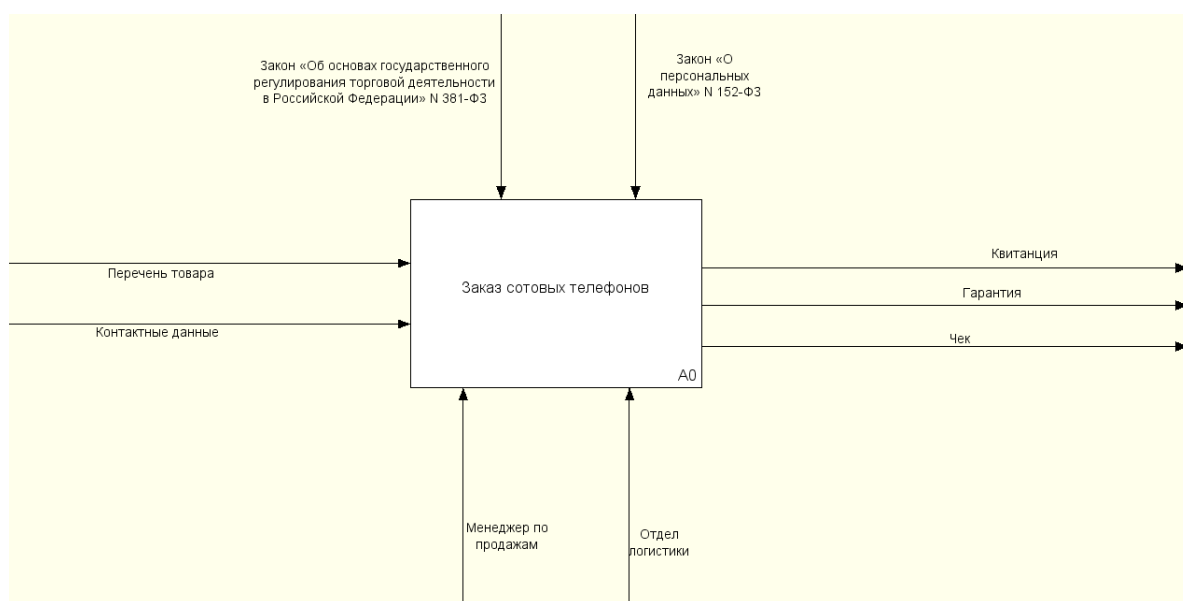 Закон «Об основах государственного
регулирования торговой деятельности
в Российской Федерации» N 381-ФЗ
Закон «О
персональных
данных» N 152-ФЗ
Перечень товара
Контактные данные
Заказ сотовых телефонов
A0
Квитанция
Гарантия
Чек
Менеджер по
продажам
Отдел
логистики